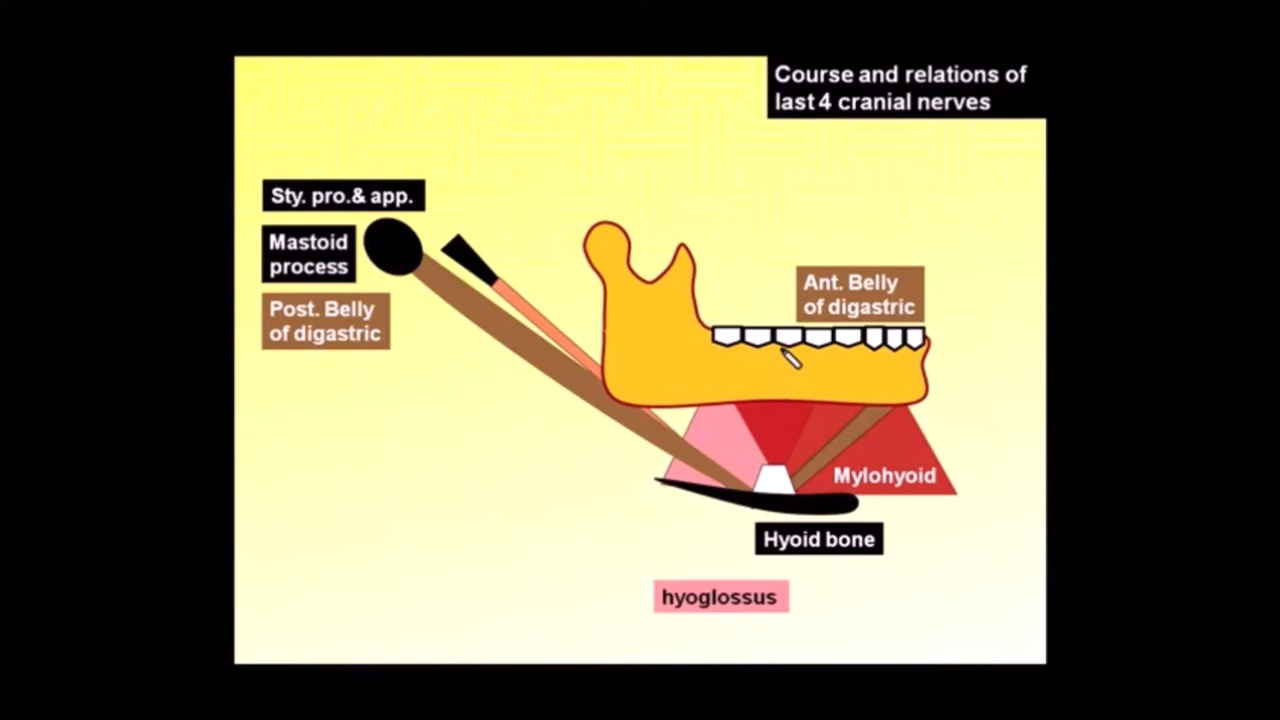 Course and relations of
last 4 cranial nerves
Sty. pro.& app.
Mastoid
process
Post. Belly
of digastric
Ant. Belly
of digastric
Mylohyoid
Hyoid bone
hyoglossus